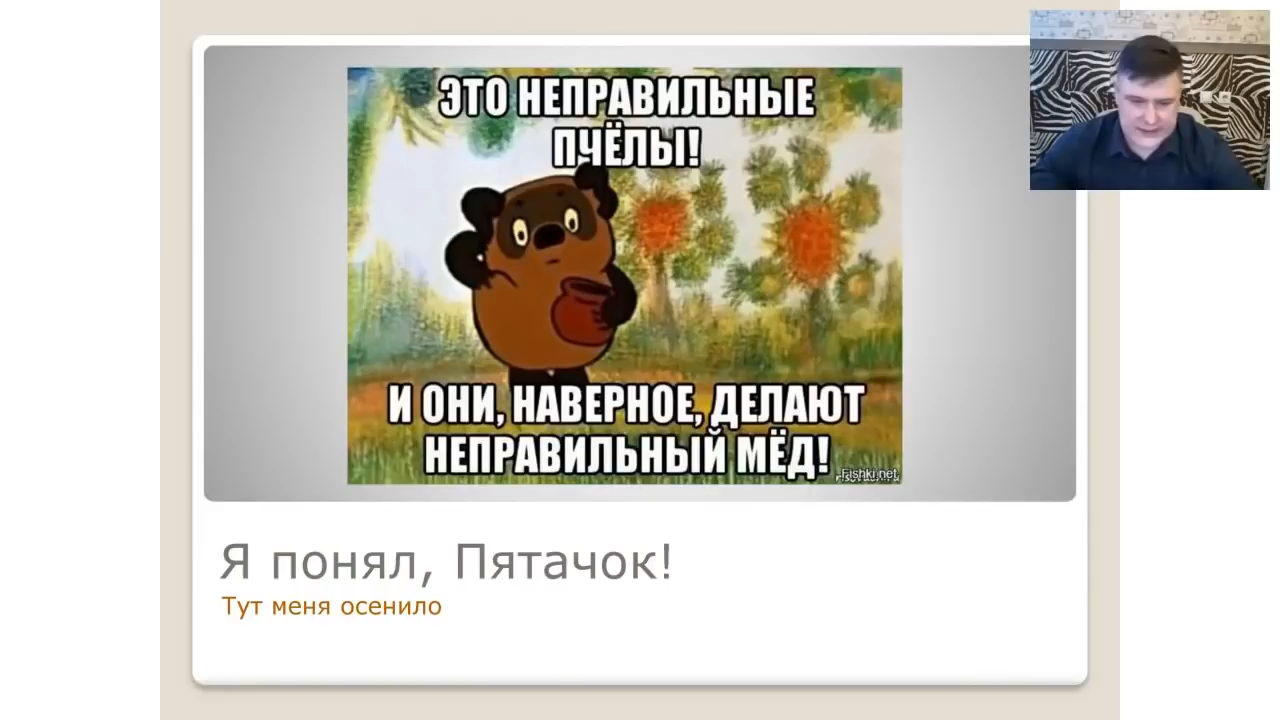 ЭТО НЕПРАВИЛЬНЫЕ
ПЧЁЛЫ!
И ОНИ, НАВЕРНОЕ, ДЕЛАЮТ
НЕПРАВИЛЬНЫЙ МЁД!
Fishki.net
Я понял, Пятачок!
Тут меня осенило